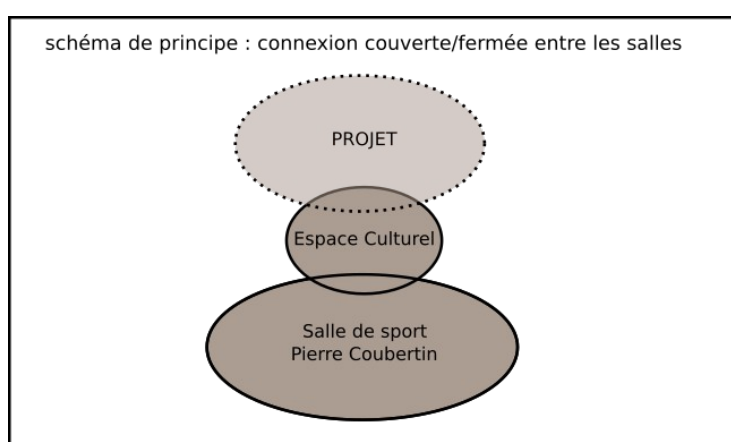 schéma de principe : connexion couverte/fermée entre les salles
PROJET
Espace Culturel
Salle de sport
Pierre Coubertin